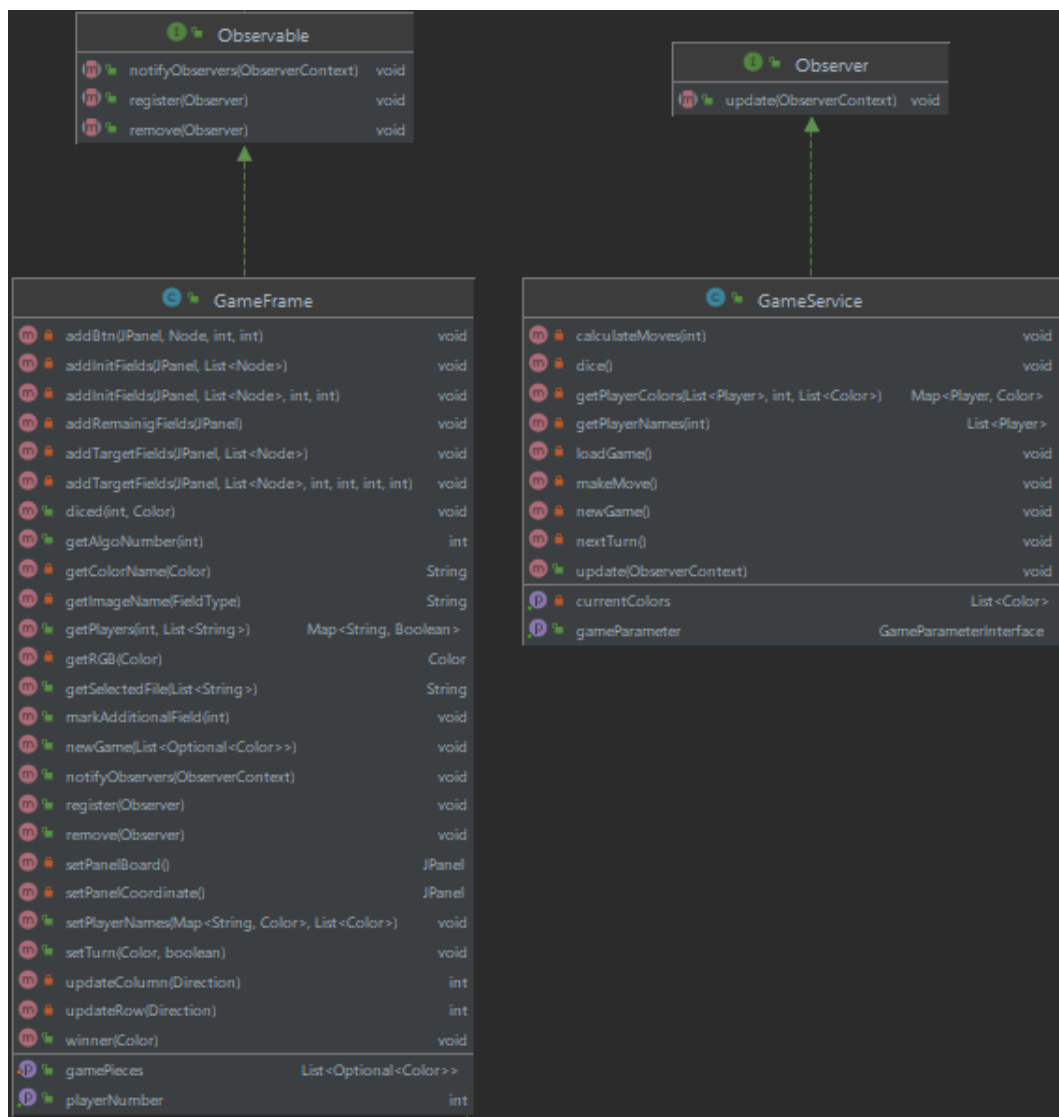 Observable
notifyObservers(ObserverContext) void
register(Observer) void
remove(Observer) void
Observer
update(ObserverContext) void
GameFrame
addBtn(JPanel, Node, int, int) void
addInitFields(JPanel, List<Node>) void
addInitFields(JPanel, List<Node>, int, int) void
addRemainigFields(JPanel) void
addTargetFields(JPanel, List<Node>) void
addTargetFields(JPanel, List<Node>, int, int, int, int) void
diced(int, Color) void
getAlgoNumber(int) int
getColorName(Color) String
getImageName(FieldType) String
getPlayers(int, List<String>) Map<String, Boolean>
getRGB(Color) Color
getSelectedFile(List<String>) String
markAdditionalField(int) void
newGame(List<Optional<Color>>) void
notifyObservers(ObserverContext) void
register(Observer) void
remove(Observer) void
setPanelBoard() JPanel
setPanelCoordinate() JPanel
setPlayerNames(Map<String, Color>, List<Color>) void
setTurn(Color, boolean) void
updateColumn(Direction) int
updateRow(Direction) int
winner(Color) void
gamePieces List<Optional<Color>>
playerNumber int
GameService
calculateMoves(int) void
dice() void
getPlayerColors(List<Player>, int, List<Color>) Map<Player, Color>
getPlayerNames(int) List<Player>
loadGame() void
makeMove() void
newGame() void
nextTurn() void
update(ObserverContext) void
currentColors List<Color>
gameParameter GameParameterInterface